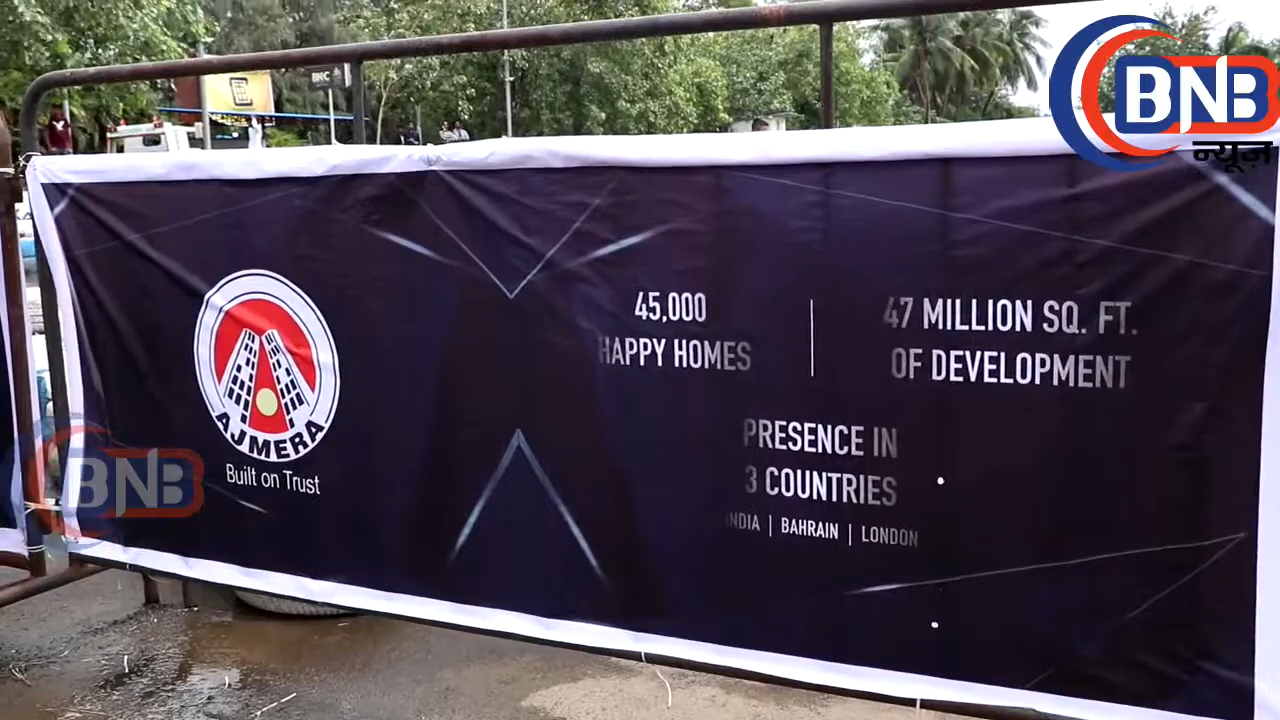 BNB
न्यूज़
45,000
HAPPY HOMES
47 MILLION SQ. FT.
OF DEVELOPMENT
AJMERA
Built on Trust
PRESENCE IN
3 COUNTRIES
INDIA | BAHRAIN | LONDON
BNB